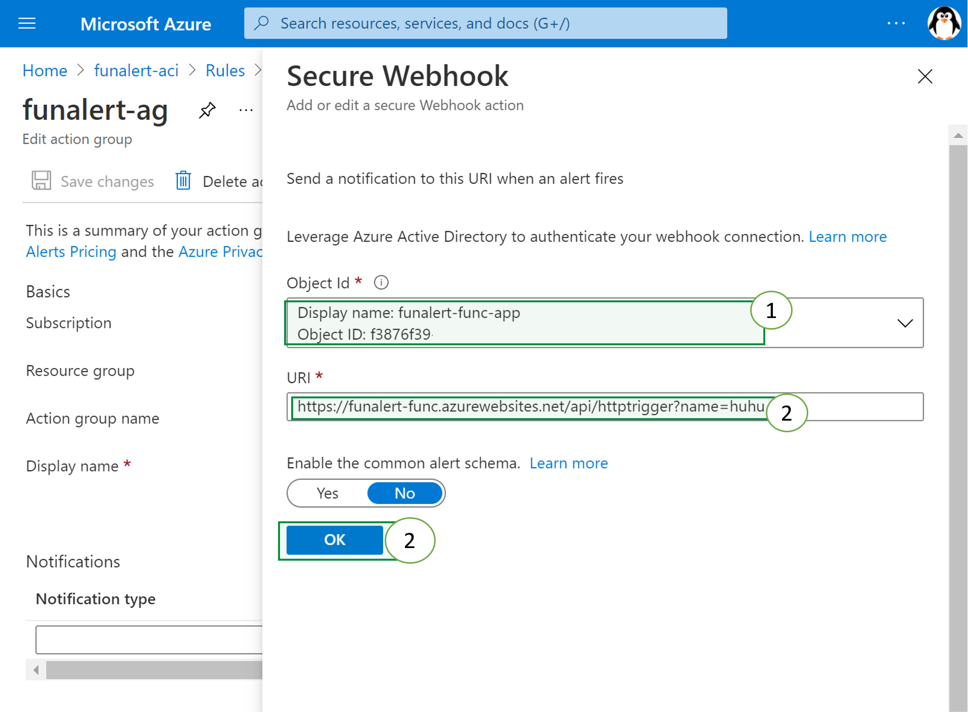 Microsoft Azure
Search resources, services, and docs (G+/)
Home > funalert-aci > Rules >
funalert-ag
Edit action group
Save changes
Delete ac
This is a summary of your action g
Alerts Pricing and the Azure Privac
Basics
Subscription
Resource group
Action group name
Display name *
Notifications
Notification type
Secure Webhook
Add or edit a secure Webhook action
Send a notification to this URI when an alert fires
Leverage Azure Active Directory to authenticate your webhook connection. Learn more
Object Id *
Display name: funalert-func-app
Object ID: f3876f39
1
URI *
https://funalert-func.azurewebsites.net/api/httptrigger?name=huhu
2
Enable the common alert schema. Learn more
Yes No
OK
2